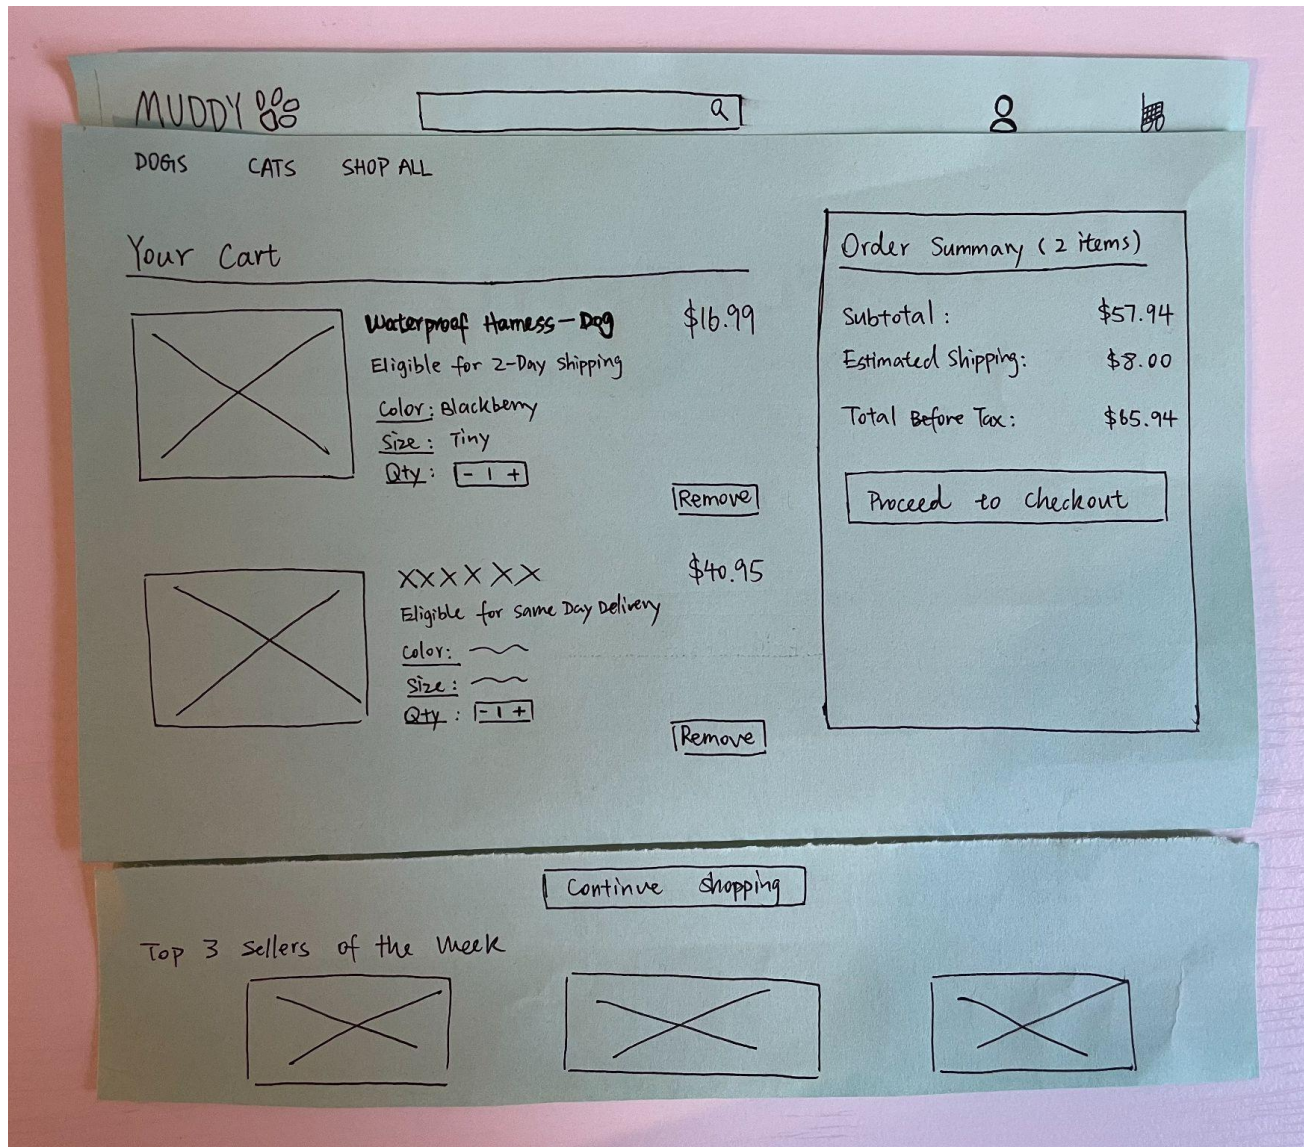 MUDDY
DOGS CATS SHOP ALL
Your Cart
Waterproof Harness - Dog $16.99
Eligible for 2-Day Shipping
Color: Blackberry
Size: Tiny
Qty: - 1 +
Remove
XXXXXX $40.95
Eligible for Same Day Delivery
Color:
Size:
Qty: - 1 +
Remove
Order Summary (2 items)
Subtotal: $57.94
Estimated Shipping: $8.00
Total Before Tax: $65.94
Proceed to Checkout
Continue Shopping
Top 3 Sellers of the Week